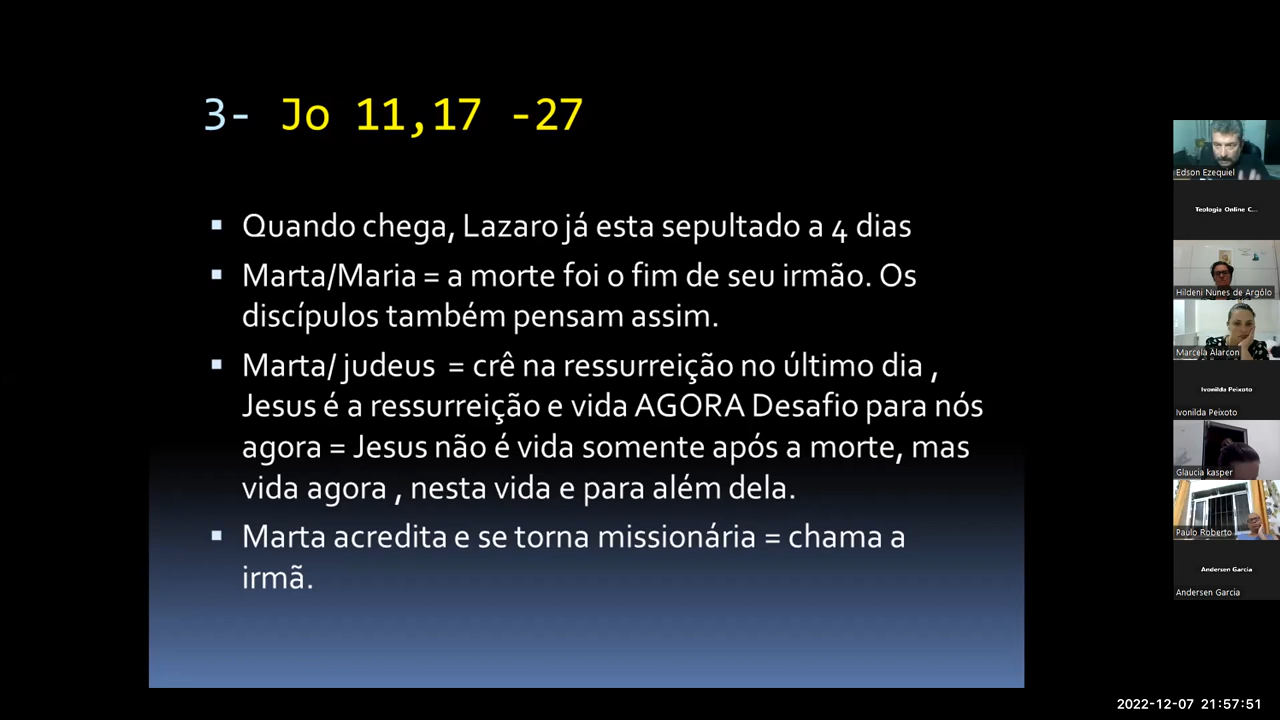 3- Jo 11,17 -27
Quando chega, Lazaro já esta sepultado a 4 dias
Marta/Maria = a morte foi o fim de seu irmão. Os
discípulos também pensam assim.
Marta/ judeus = crê na ressurreição no último dia ,
Jesus é a ressurreição e vida AGORA Desafio para nós
agora = Jesus não é vida somente após a morte, mas
vida agora , nesta vida e para além dela.
Marta acredita e se torna missionária = chama a
irmã.
Edson Ezequiel
Teologia Online C...
Hildeni Nunes de Argôlo
Marcela Alarcon
Ivonilda Peixoto
Ivonilda Peixoto
Glaucia kasper
Paulo Roberto
Andersen Garcia
Andersen Garcia
2022-12-07 21:57:51